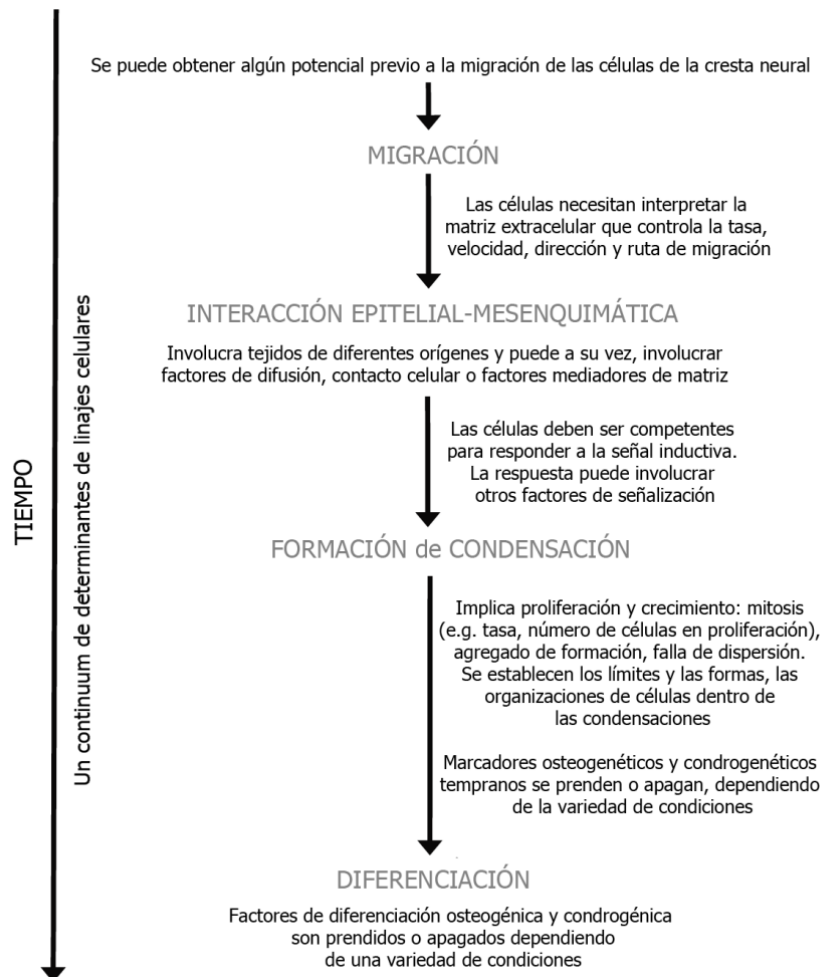 Se puede obtener algún potencial previo a la migración de las células de la cresta neural
MIGRACIÓN
Las células necesitan interpretar la
matriz extracelular que controla la tasa,
velocidad, dirección y ruta de migración
INTERACCIÓN EPITELIAL-MESENQUIMÁTICA
Involucra tejidos de diferentes orígenes y puede a su vez, involucrar
factores de difusión, contacto celular o factores mediadores de matriz
Las células deben ser competentes
para responder a la señal inductiva.
La respuesta puede involucrar
otros factores de señalización
FORMACIÓN de CONDENSACIÓN
Implica proliferación y crecimiento: mitosis
(e.g. tasa, número de células en proliferación),
agregado de formación, falla de dispersión.
Se establecen los límites y las formas, las
organizaciones de células dentro de
las condensaciones
Marcadores osteogenéticos y condrogenéticos
tempranos se prenden o apagan, dependiendo
de la variedad de condiciones
DIFERENCIACIÓN
Factores de diferenciación osteogénica y condrogénica
son prendidos o apagados dependiendo
de una variedad de condiciones
TIEMPO
Un continuum de determinantes de linajes celulares